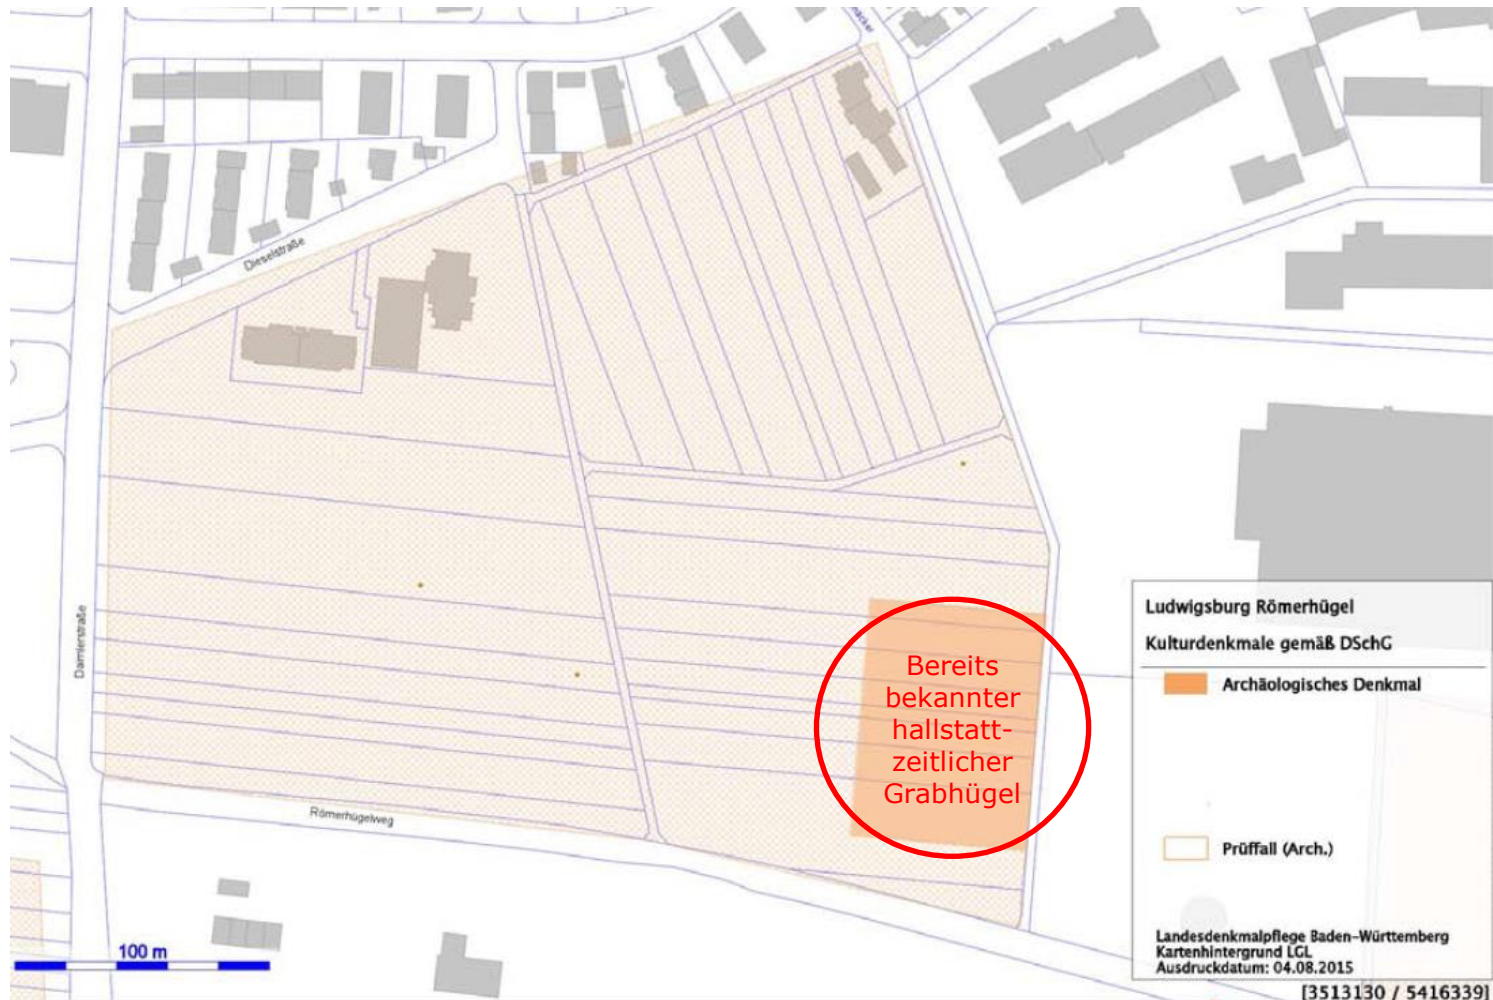 Dieselstraße
Damlerstraße
Bereits
bekannter
hallstatt-
zeitlicher
Grabhügel
Römerhügelweg
100 m
Ludwigsburg Römerhügel
Kulturdenkmale gemäß DSchG
Archäologisches Denkmal
Prüffall (Arch.)
Landesdenkmalpflege Baden-Württemberg
Kartenhintergrund LGL
Ausdruckdatum: 04.08.2015
[3513130 / 5416339]